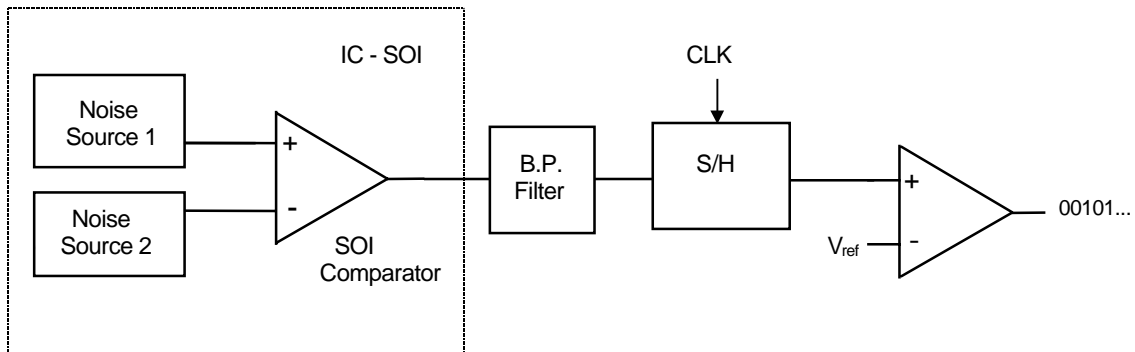 IC - SOI
CLK
Noise
Source 1
+
B.P.
Filter
S/H
-
Noise
Source 2
SOI
Comparator
+
00101...
Vref
-